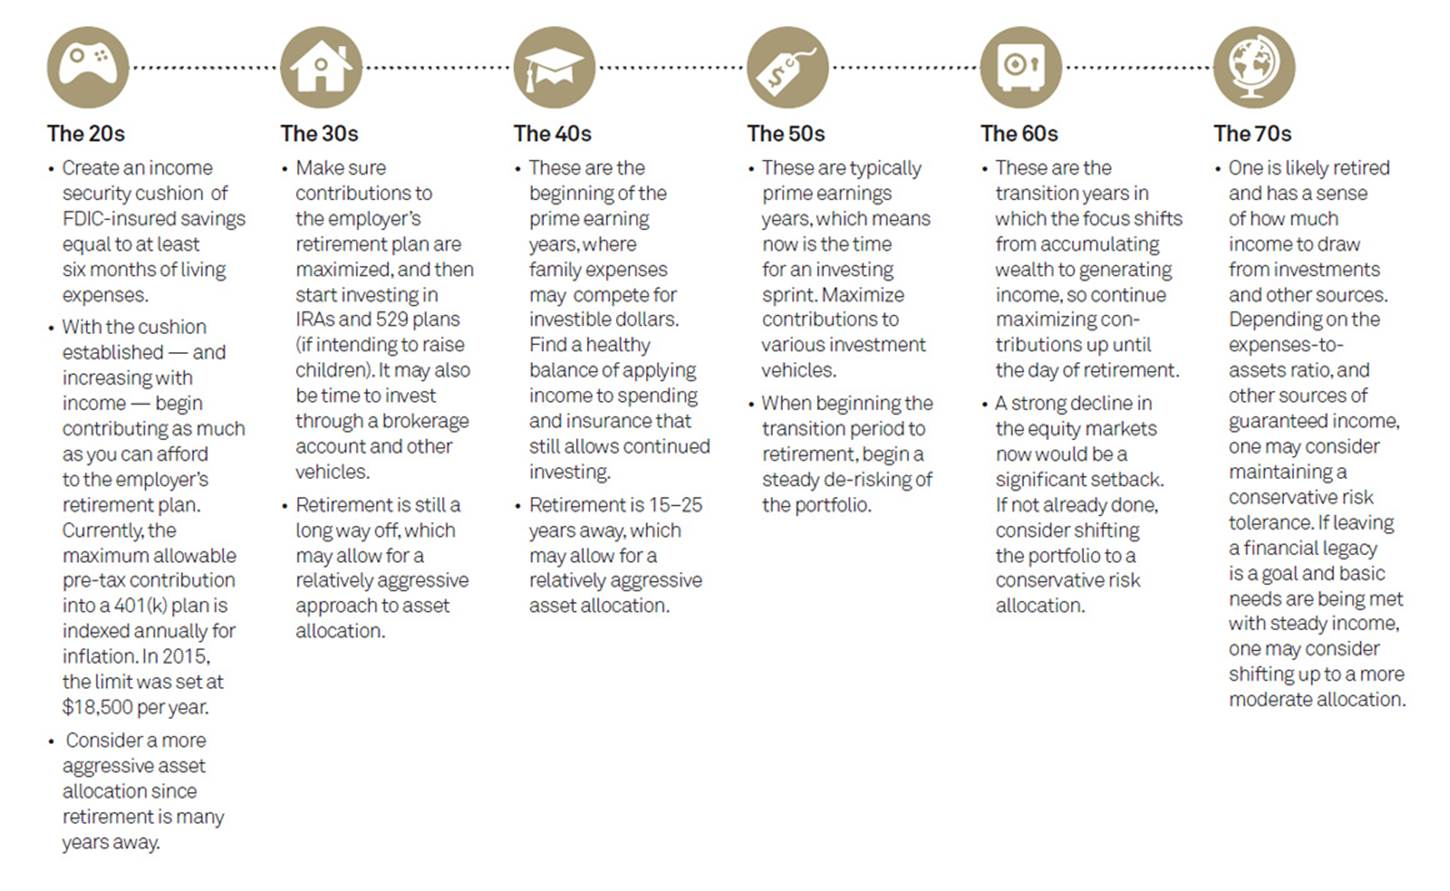 The 20s
• Create an income
security cushion of
FDIC-insured savings
equal to at least
six months of living
expenses.
• With the cushion
established — and
increasing with
income — begin
contributing as much
as you can afford
to the employer's
retirement plan.
Currently, the
maximum allowable
pre-tax contribution
into a 401(k) plan is
indexed annually for
inflation. In 2015,
the limit was set at
$18,500 per year.
• Consider a more
aggressive asset
allocation since
retirement is many
years away.
The 30s
• Make sure
contributions to
the employer's
retirement plan are
maximized, and then
start investing in
IRAs and 529 plans
(if intending to raise
children). It may also
be time to invest
through a brokerage
account and other
vehicles.
• Retirement is still a
long way off, which
may allow for a
relatively aggressive
approach to asset
allocation.
The 40s
• These are the
beginning of the
prime earning
years, where
family expenses
may compete for
investible dollars.
Find a healthy
balance of applying
income to spending
and insurance that
still allows continued
investing.
• Retirement is 15–25
years away, which
may allow for a
relatively aggressive
asset allocation.
$
The 50s
• These are typically
prime earnings
years, which means
now is the time
for an investing
sprint. Maximize
contributions to
various investment
vehicles.
• When beginning the
transition period to
retirement, begin a
steady de-risking of
the portfolio.
The 60s
• These are the
transition years in
which the focus shifts
from accumulating
wealth to generating
income, so continue
maximizing con-
tributions up until
the day of retirement.
• A strong decline in
the equity markets
now would be a
significant setback.
If not already done,
consider shifting
the portfolio to a
conservative risk
allocation.
The 70s
• One is likely retired
and has a sense
of how much
income to draw
from investments
and other sources.
Depending on the
expenses-to-
assets ratio, and
other sources of
guaranteed income,
one may consider
maintaining a
conservative risk
tolerance. If leaving
a financial legacy
is a goal and basic
needs are being met
with steady income,
one may consider
shifting up to a more
moderate allocation.